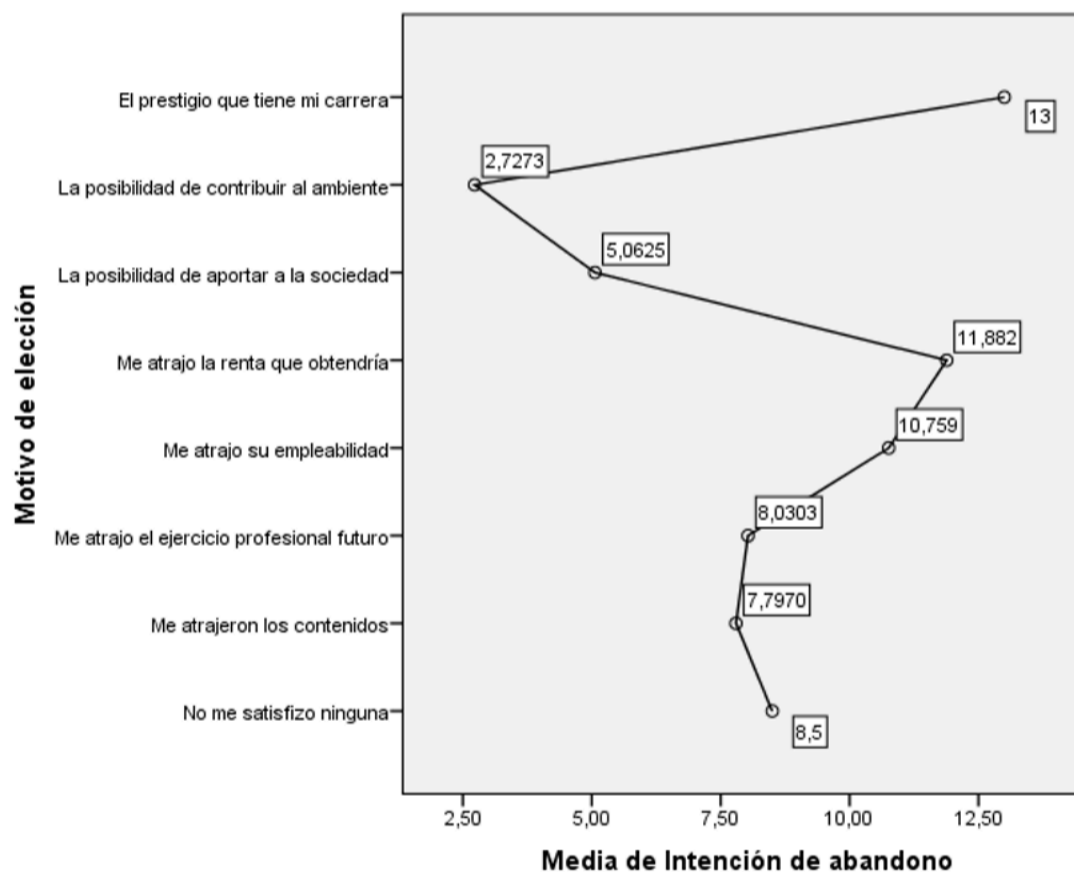 El prestigio que tiene mi carrera
13
2,7273
La posibilidad de contribuir al ambiente
5,0625
La posibilidad de aportar a la sociedad
11,882
Me atrajo la renta que obtendría
10,759
Me atrajo su empleabilidad
8,0303
Me atrajo el ejercicio profesional futuro
7,7970
Me atrajeron los contenidos
No me satisfizo ninguna
8,5
Motivo de elección
2,50 5,00 7,50 10,00 12,50
Media de Intención de abandono